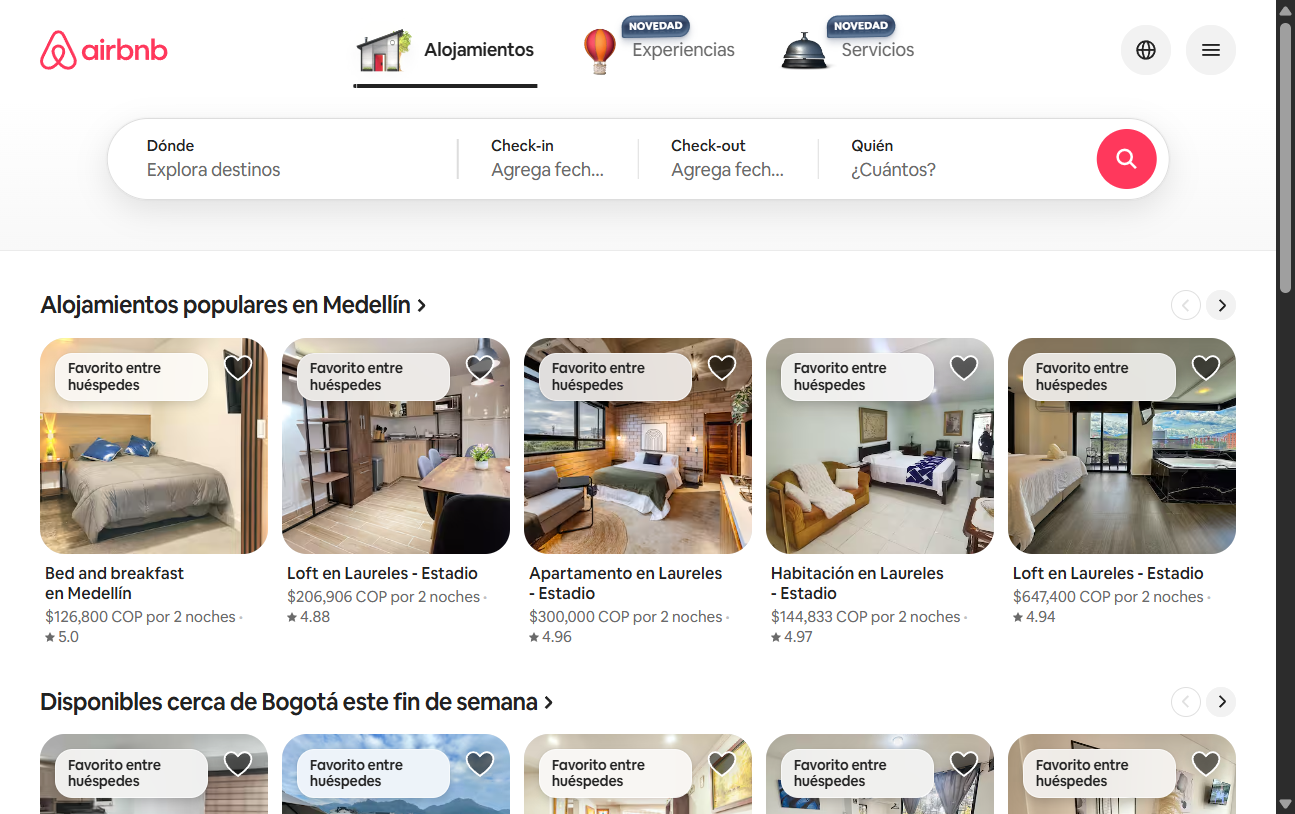 airbnb
Alojamientos
NOVEDAD
Experiencias
NOVEDAD
Servicios
Dónde
Explora destinos
Check-in
Agrega fech...
Check-out
Agrega fech...
Quién
¿Cuántos?
Alojamientos populares en Medellín
Favorito entre
huéspedes
Favorito entre
huéspedes
Favorito entre
huéspedes
Favorito entre
huéspedes
Favorito entre
huéspedes
Bed and breakfast
en Medellín
$126,800 COP por 2 noches ·
★ 5.0
Loft en Laureles - Estadio
$206,906 COP por 2 noches ·
★ 4.88
Apartamento en Laureles
- Estadio
$300,000 COP por 2 noches ·
★ 4.96
Habitación en Laureles
- Estadio
$144,833 COP por 2 noches ·
★ 4.97
Loft en Laureles - Estadio
$647,400 COP por 2 noches ·
★ 4.94
Disponibles cerca de Bogotá este fin de semana
Favorito entre
huéspedes
Favorito entre
huéspedes
Favorito entre
huéspedes
Favorito entre
huéspedes
Favorito entre
huéspedes